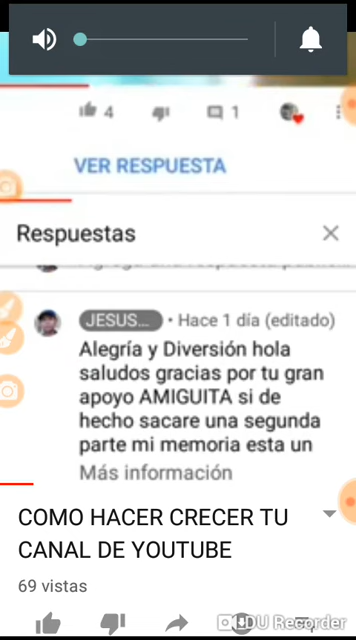 4 1
VER RESPUESTA
Respuestas
JESUS... • Hace 1 día (editado)
Alegría y Diversión hola
saludos gracias por tu gran
apoyo AMIGUITA si de
hecho sacare una segunda
parte mi memoria esta un
Más información
COMO HACER CRECER TU
CANAL DE YOUTUBE
69 vistas
DU Recorder